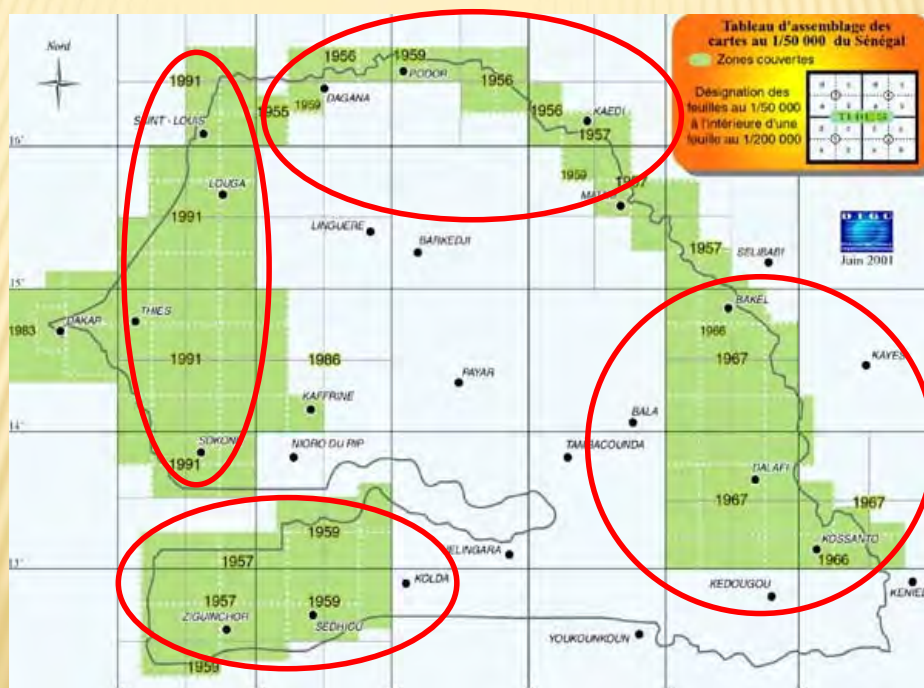 Tableau d'assemblage des
cartes au 1/50 000 du Sénégal
Zones couvertes
Désignation des
feuilles au 1/50 000
à l'intérieure d'une
feuille au 1/200 000
THIES
Nord
1991
1956
1959
PODOR
1956
DAGANA
1955
1959
1956
KAEDI
SAINT - LOUIS
1957
16°
1959
1957
LOUGA
1991
LINGUERE
BARKEDJI
1957
SELIBABI
Juin 2001
15°
BAKEL
1983
DAKAR
THIES
1966
1991
1986
1967
KAYES
PAYAR
KAFFRINE
BALA
14°
SOKONE
NIORO DU RIP
TAMBACOUNDA
1991
DALAFI
1967
1967
1959
KOSSANTO
13°
1957
VELINGARA
1966
KOLDA
KEDOUGOU
1957
1959
ZIGUINCHOR
SEDHIOU
YOUKOUNKOUN
1959